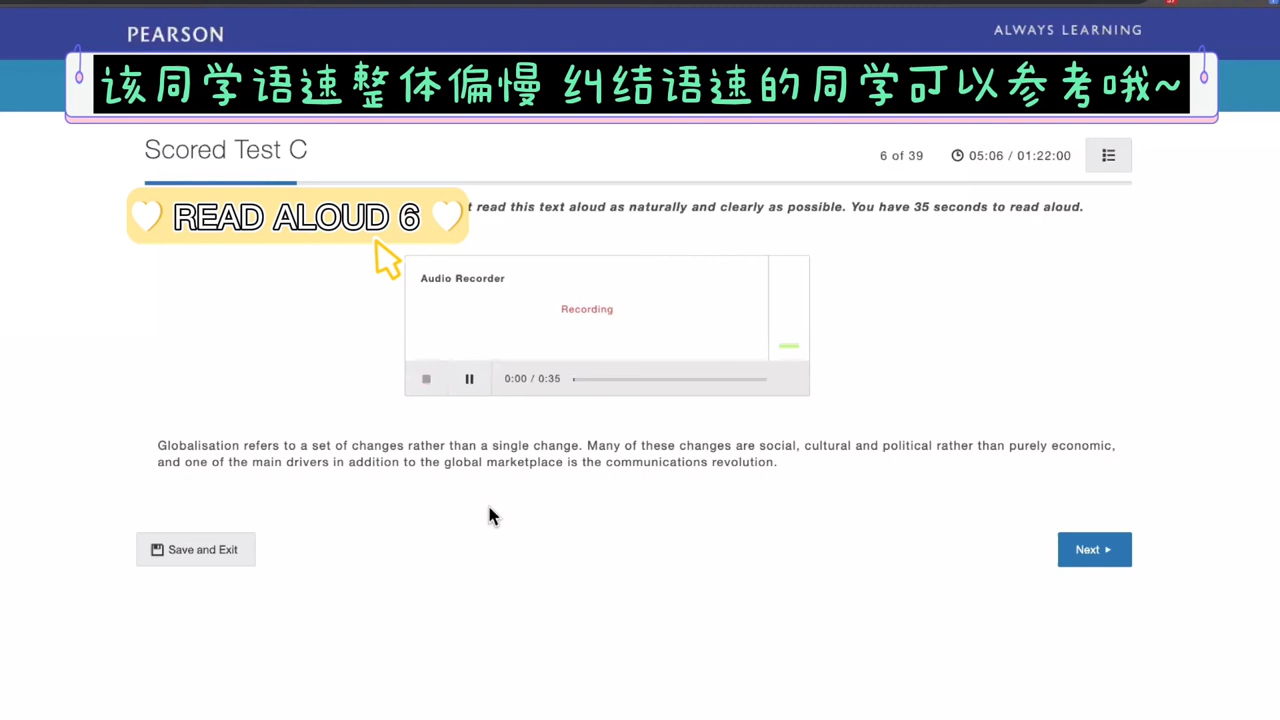 PEARSON
ALWAYS LEARNING
该同学语速整体偏慢 纠结语速的同学可以参考哦~
Scored Test C
6 of 39
05:06 / 01:22:00
READ ALOUD 6
t read this text aloud as naturally and clearly as possible. You have 35 seconds to read aloud.
Audio Recorder
Recording
0:00 / 0:35
Globalisation refers to a set of changes rather than a single change. Many of these changes are social, cultural and political rather than purely economic,
and one of the main drivers in addition to the global marketplace is the communications revolution.
Save and Exit
Next